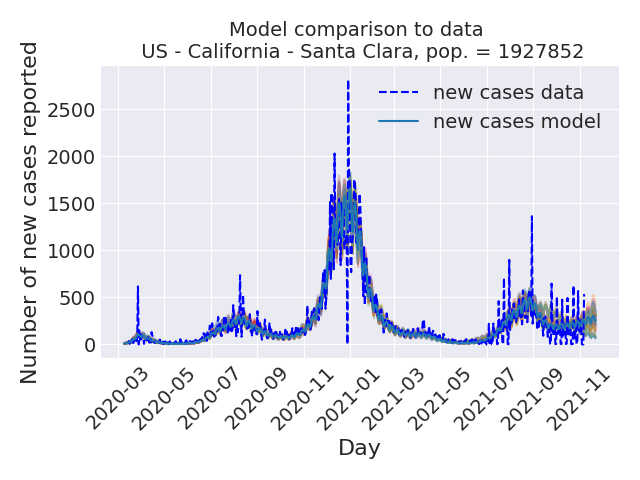 Model comparison to data
US - California - Santa Clara, pop. = 1927852
Number of new cases reported
2500
2000
1500
1000
500
0
new cases data
new cases model
2020-03
2020-05
2020-07
2020-09
2020-11
2021-01
2021-03
2021-05
2021-07
2021-09
2021-11
Day